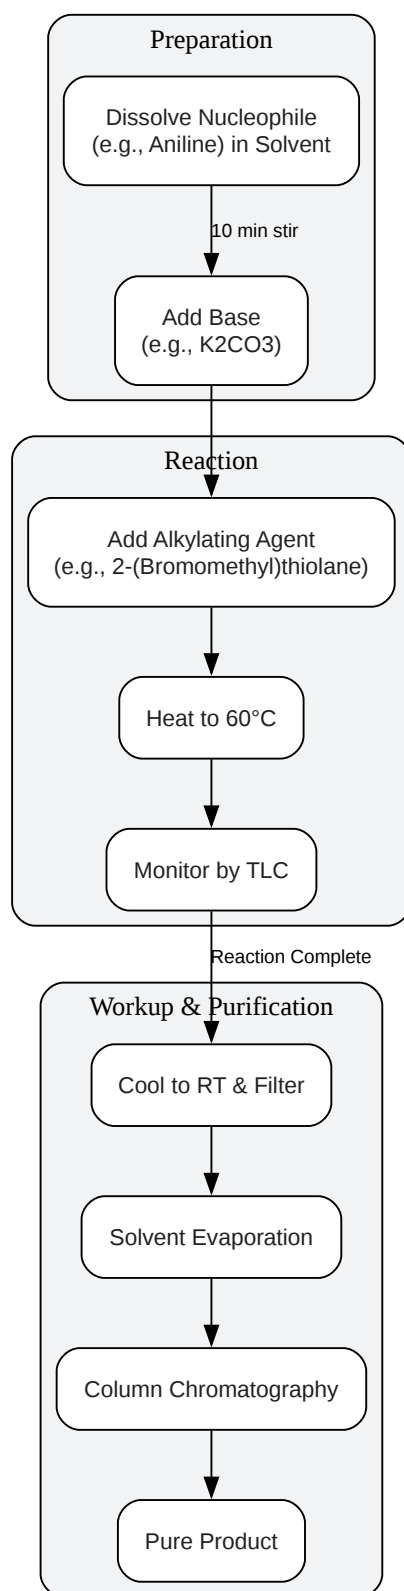 Preparation
Dissolve Nucleophile
(e.g., Aniline) in Solvent
10 min stir
Add Base
(e.g., K2CO3)
Reaction
Add Alkylating Agent
(e.g., 2-(Bromomethyl)thiolane)
Heat to 60°C
Monitor by TLC
Reaction Complete
Workup & Purification
Cool to RT & Filter
Solvent Evaporation
Column Chromatography
Pure Product